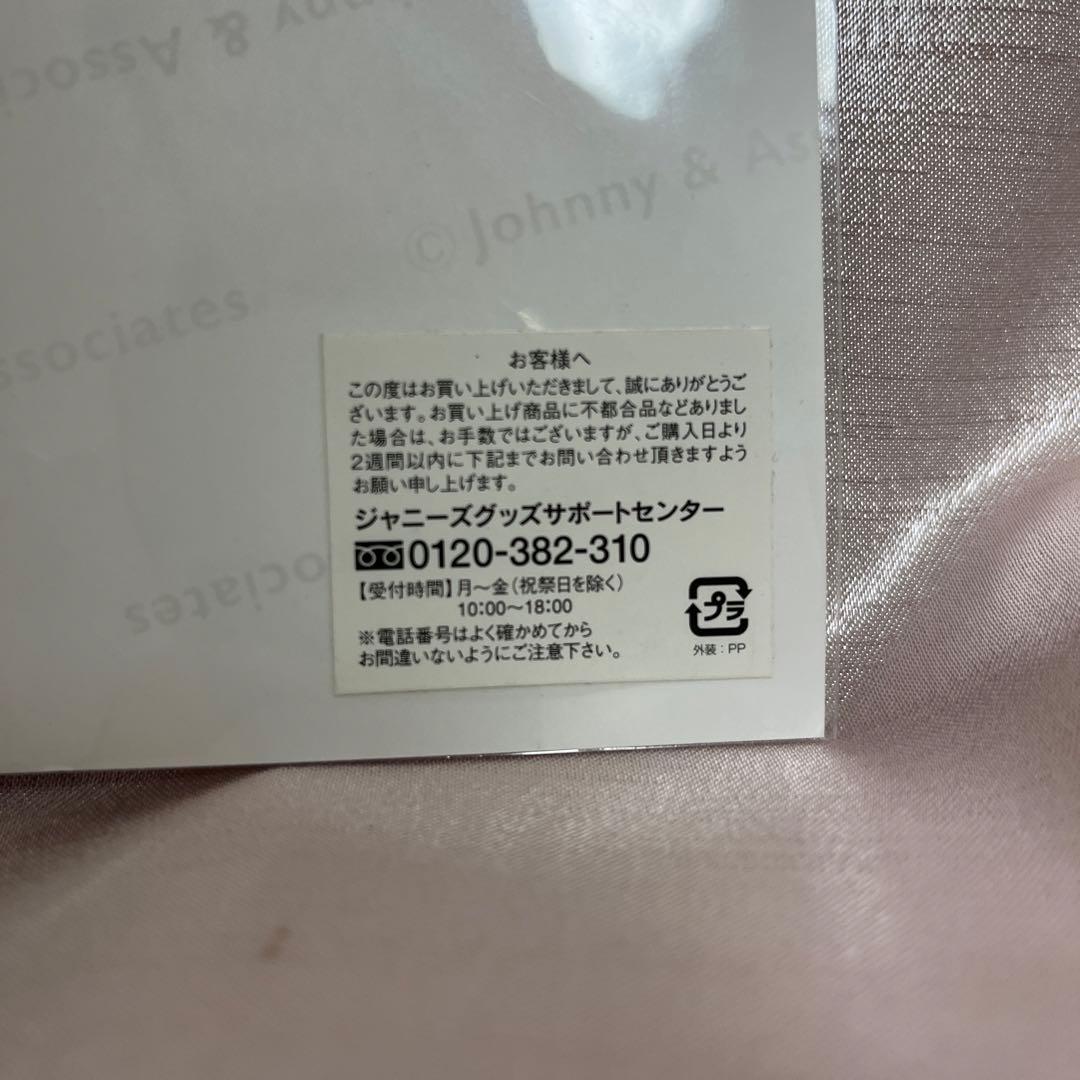 ny & Associ
© Johnny & As
ssociates
ociates
お客様へ
この度はお買い上げいただきまして、誠にありがとうご
ざいます。お買い上げ商品に不都合品などありまし
た場合は、お手数ではございますが、ご購入日より
2週間以内に下記までお問い合わせ頂きますよう
お願い申し上げます。
ジャニーズグッズサポートセンター
0120-382-310
【受付時間】月～金（祝祭日を除く）
10:00～18:00
※電話番号はよく確かめてから
お間違いないようにご注意下さい。
プラ
外装：PP